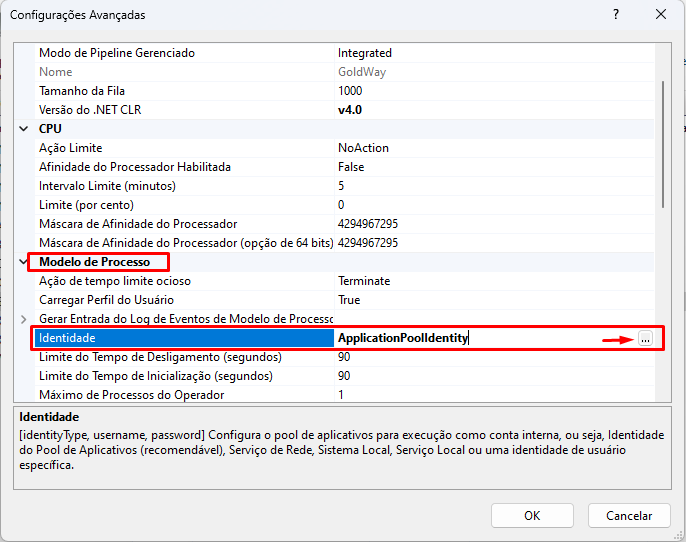 Configurações Avançadas
Modo de Pipeline Gerenciado Integrated
Nome GoldWay
Tamanho da Fila 1000
Versão do .NET CLR v4.0
CPU
Ação Limite NoAction
Afinidade do Processador Habilitada False
Intervalo Limite (minutos) 5
Limite (por cento) 0
Máscara de Afinidade do Processador 4294967295
Máscara de Afinidade do Processador (opção de 64 bits) 4294967295
Modelo de Processo
Ação de tempo limite ocioso Terminate
Carregar Perfil do Usuário True
Gerar Entrada do Log de Eventos de Modelo de Processo
Identidade ApplicationPoolIdentity ...
Limite do Tempo de Desligamento (segundos) 90
Limite do Tempo de Inicialização (segundos) 90
Máximo de Processos do Operador 1
Identidade
[identityType, username, password] Configura o pool de aplicativos para execução como conta interna, ou seja, Identidade
do Pool de Aplicativos (recomendável), Serviço de Rede, Sistema Local, Serviço Local ou uma identidade de usuário
específica.
OK Cancelar